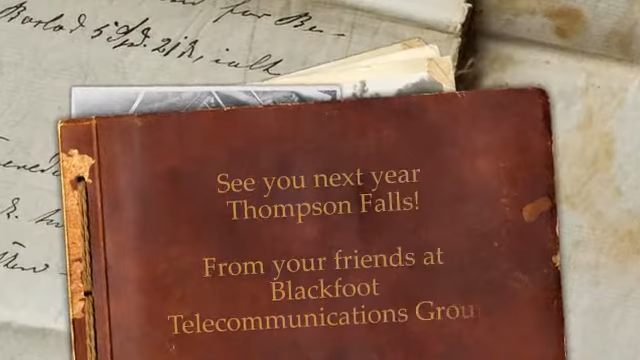 See you next year
Thompson Falls!
From your friends at
Blackfoot
Telecommunications Grou